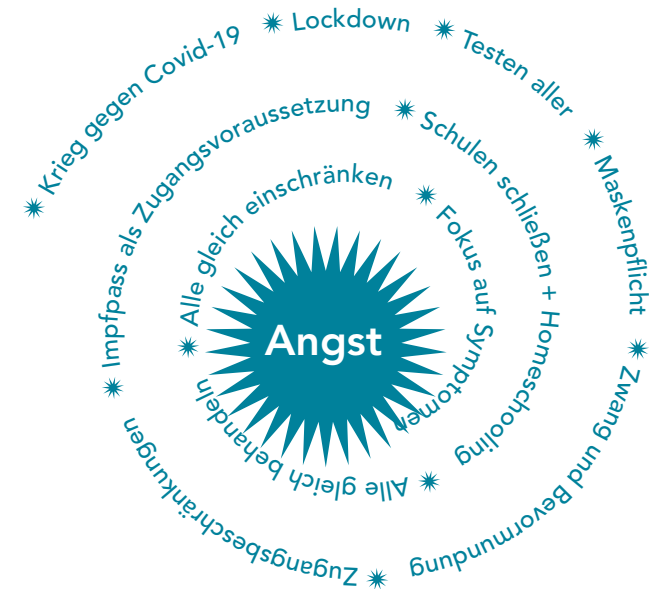 Krieg gegen Covid-19
Lockdown
Testen aller
Maskenpflicht
Zwang und Bevormundung
Zugangsbeschränkungen
Impfpass als Zugangsvoraussetzung
Schulen schließen + Homeschooling
Alle gleich behandeln
Alle gleich einschränken
Fokus auf Symptomen
Angst